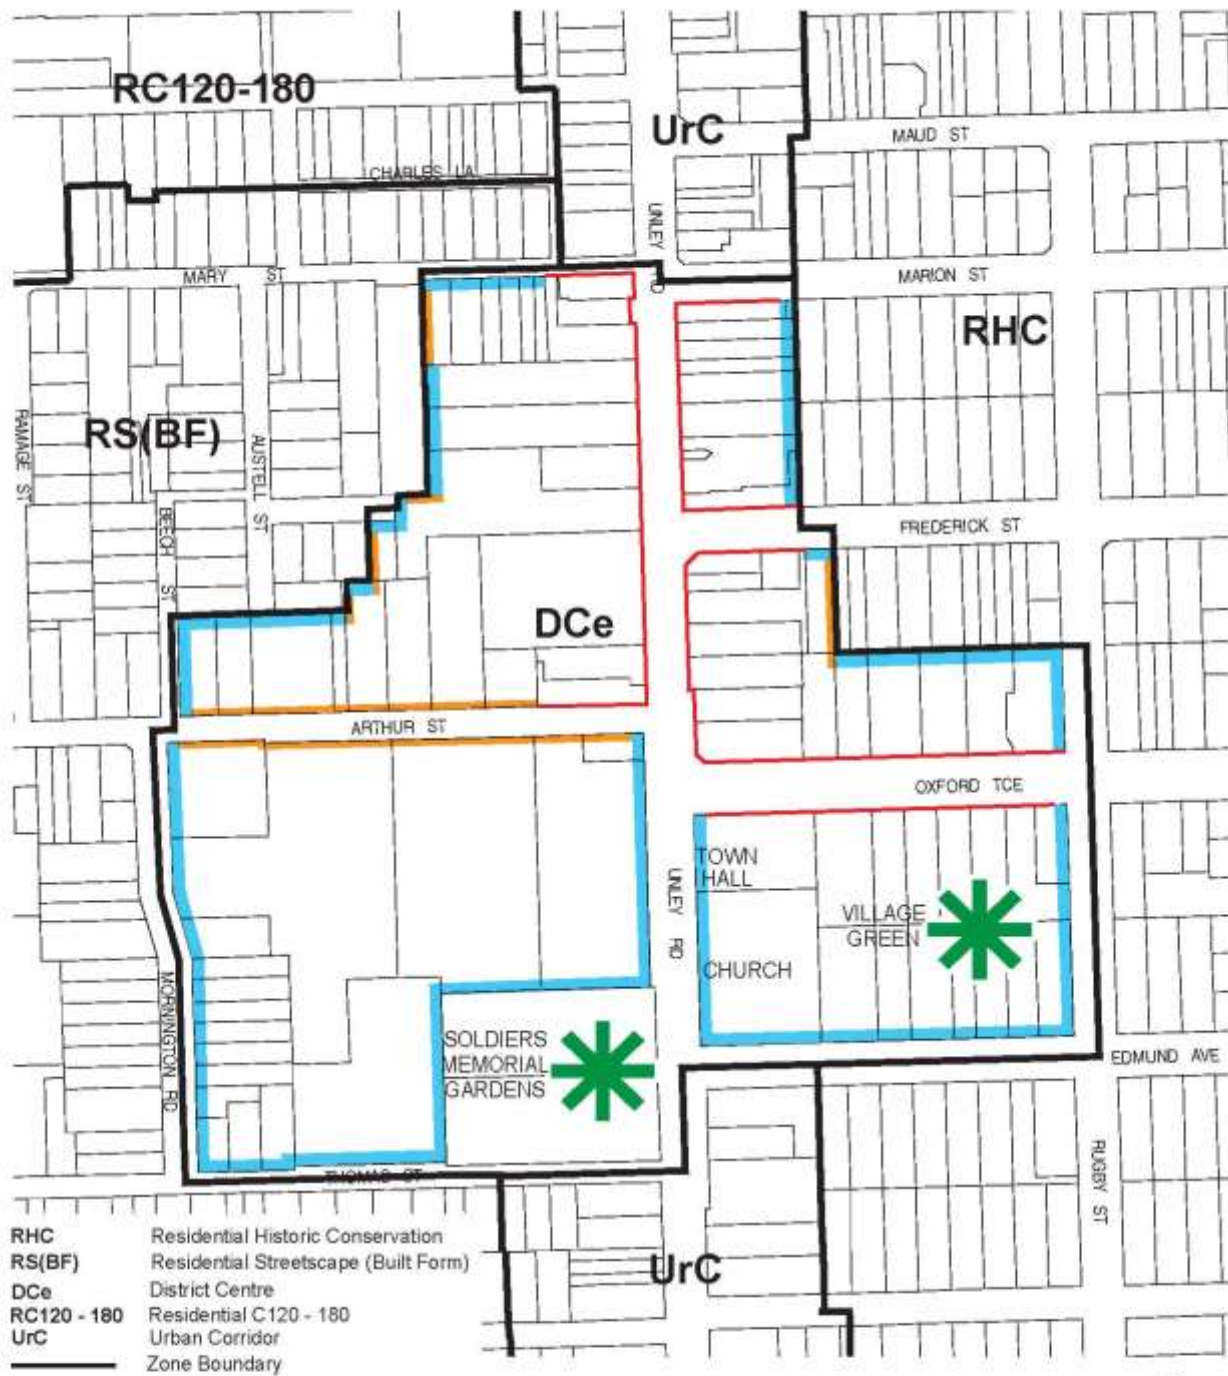 RC120-180
UrC
MAUD ST
CHARLES LA
UNLEY RD
MARY ST
MARION ST
RHC
RS(BF)
RAMAGE ST
AUSTELL ST
BEECH ST
FREDERICK ST
DCe
ARTHUR ST
OXFORD TCE
TOWN
HALL
UNLEY RD
VILLAGE
GREEN
CHURCH
MORNINGTON RD
SOLDIERS
MEMORIAL
GARDENS
EDMUND AVE
RUGBY ST
THOMAS ST
UrC
RHC Residential Historic Conservation
RS(BF) Residential Streetscape (Built Form)
DCe District Centre
RC120 - 180 Residential C120 - 180
UrC Urban Corridor
Zone Boundary